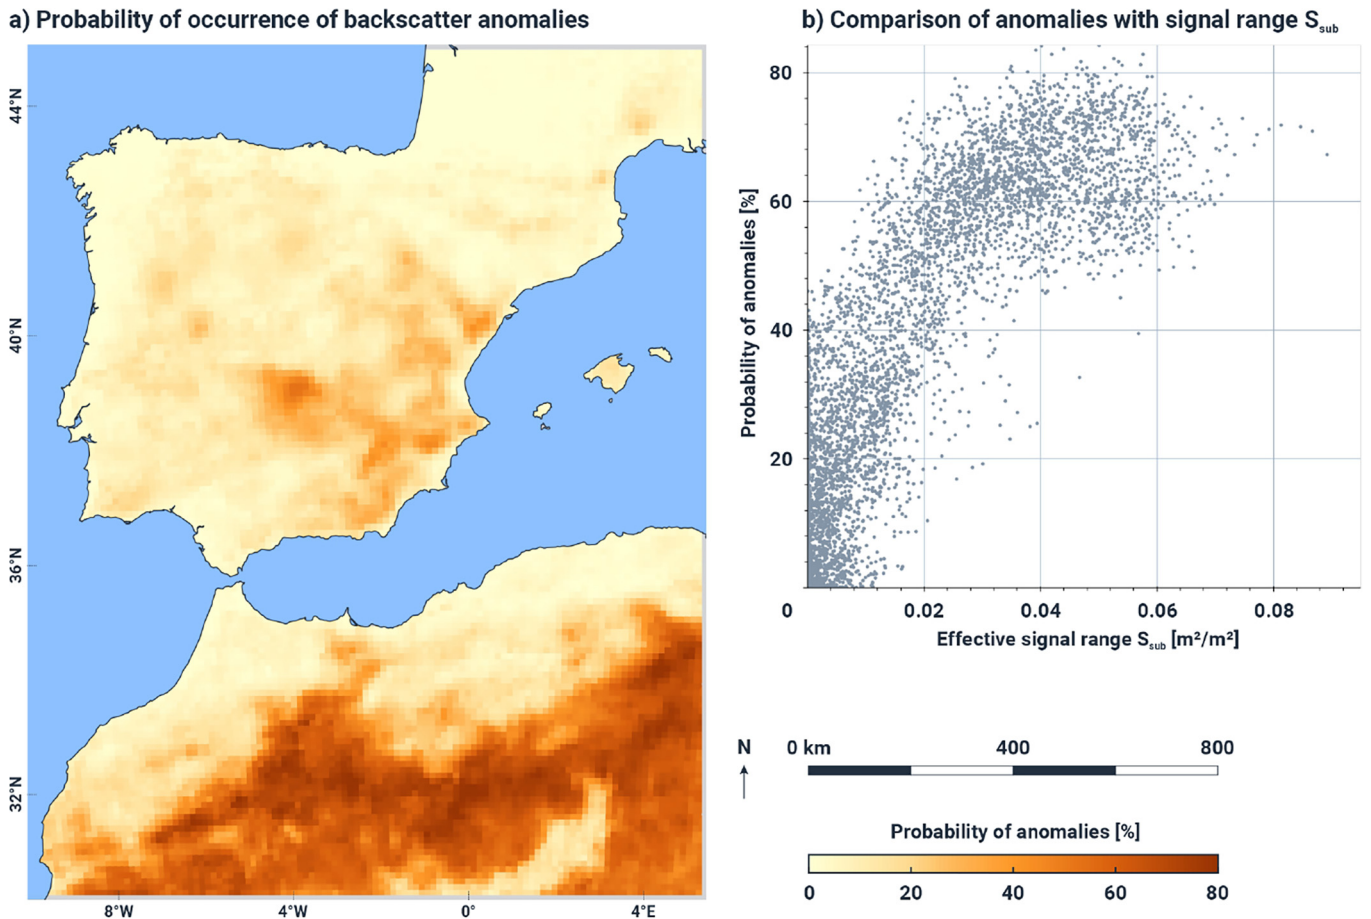 a) Probability of occurrence of backscatter anomalies
44°N
40°N
36°N
32°N
8°W 4°W 0° 4°E
b) Comparison of anomalies with signal range Ssub
Probability of anomalies [%]
80
60
40
20
0 0.02 0.04 0.06 0.08
Effective signal range Ssub [m²/m²]
N 0 km 400 800
Probability of anomalies [%]
0 20 40 60 80